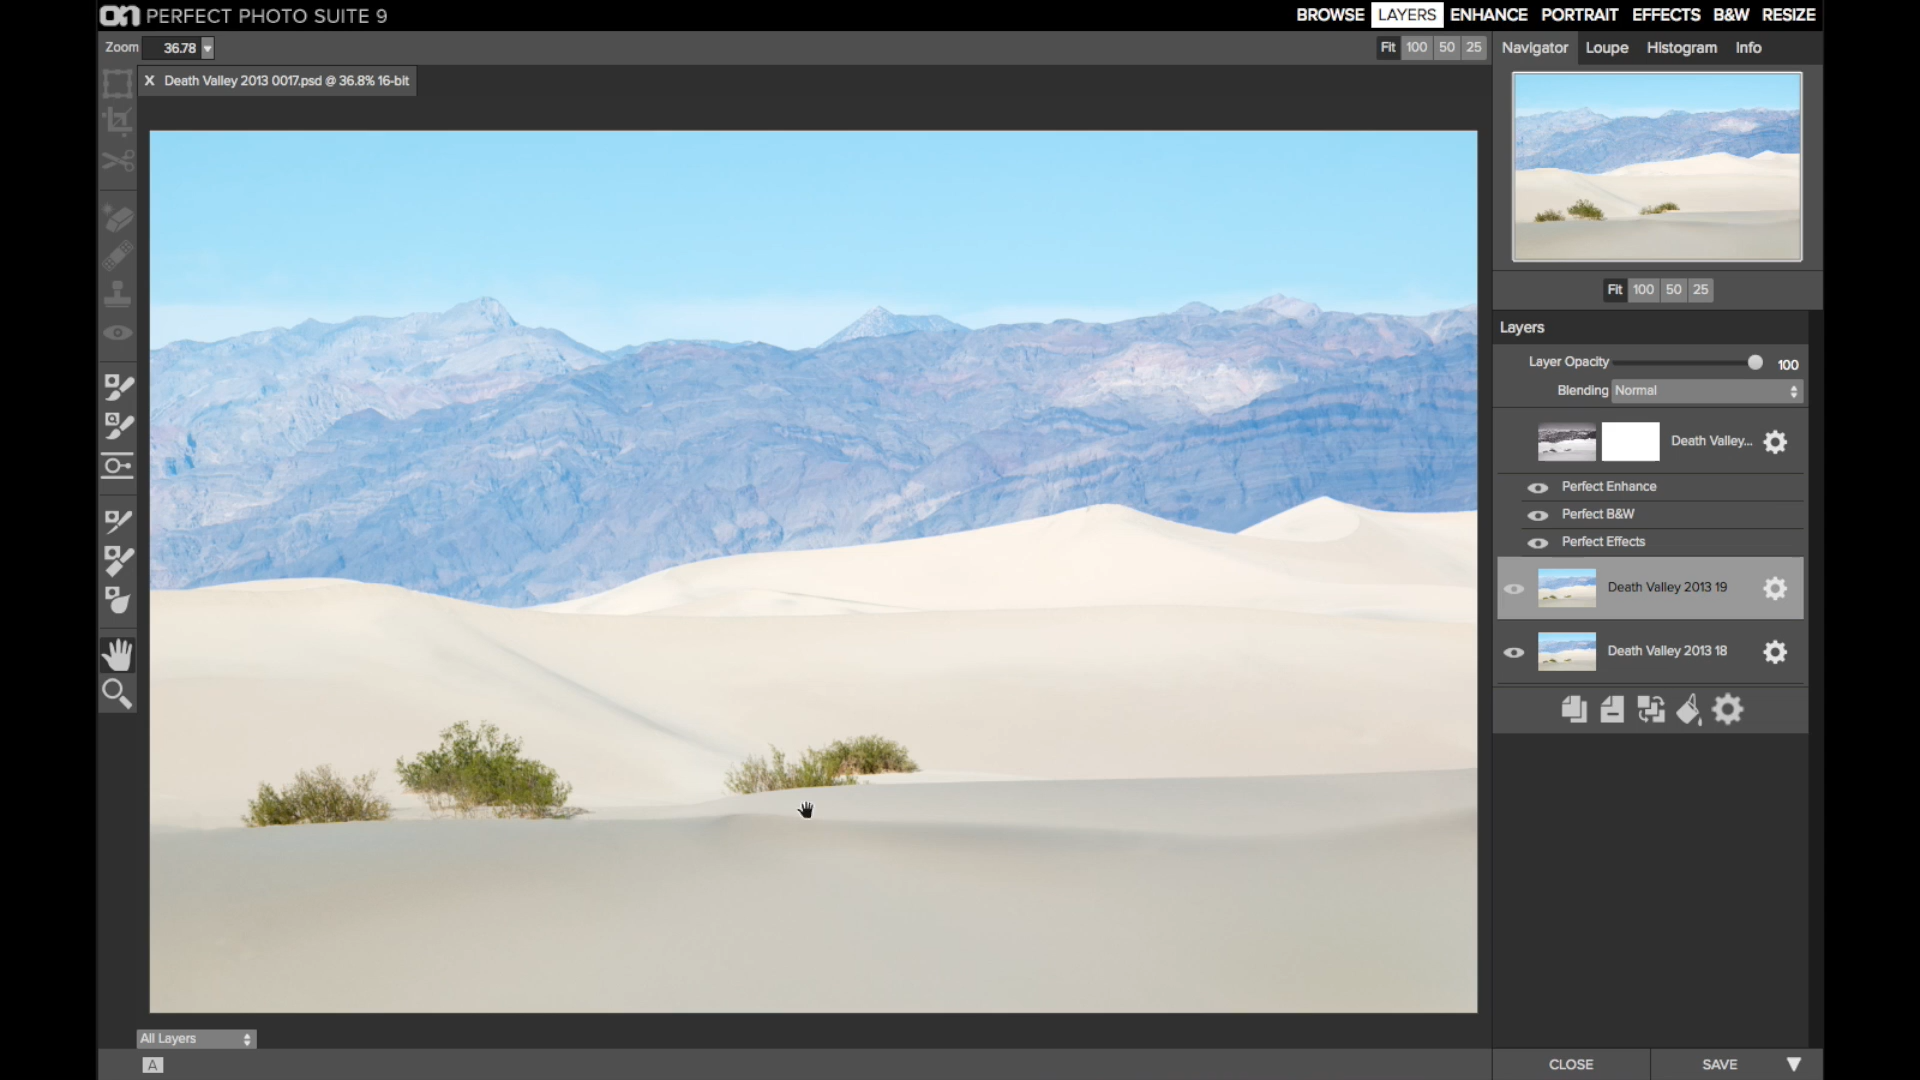 On PERFECT PHOTO SUITE 9
BROWSE LAYERS ENHANCE PORTRAIT EFFECTS B&W RESIZE
Zoom 36.78
Fit 100 50 25
Navigator Loupe Histogram Info
X Death Valley 2013 0017.psd @ 36.8% 16-bit
Fit 100 50 25
Layers
Layer Opacity 100
Blending Normal
Death Valley...
Perfect Enhance
Perfect B&W
Perfect Effects
Death Valley 2013 19
Death Valley 2013 18
All Layers
A
CLOSE SAVE